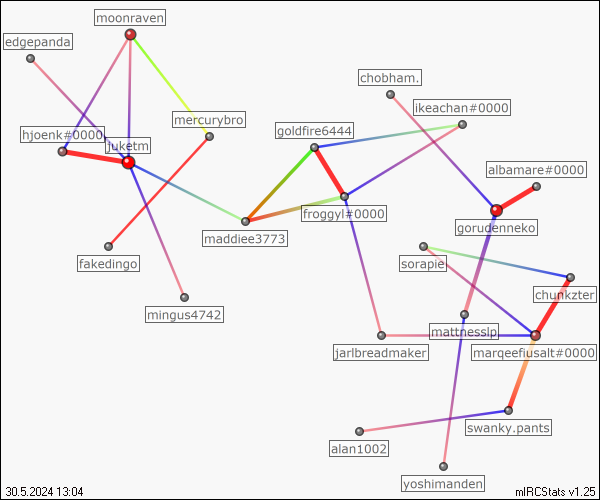 moonraven
edgepanda
chobham.
ikeachan#0000
mercurybro
goldfire6444
hjoenk#0000
juketm
albamare#0000
froggyl#0000
gorudenneko
maddiee3773
fakedingo
sorapie
chunkzter
mingus4742
mattnesslp
jarlbreadmaker
marqeefiusalt#0000
swanky.pants
alan1002
yoshimanden
30.5.2024 13:04
mIRCStats v1.25